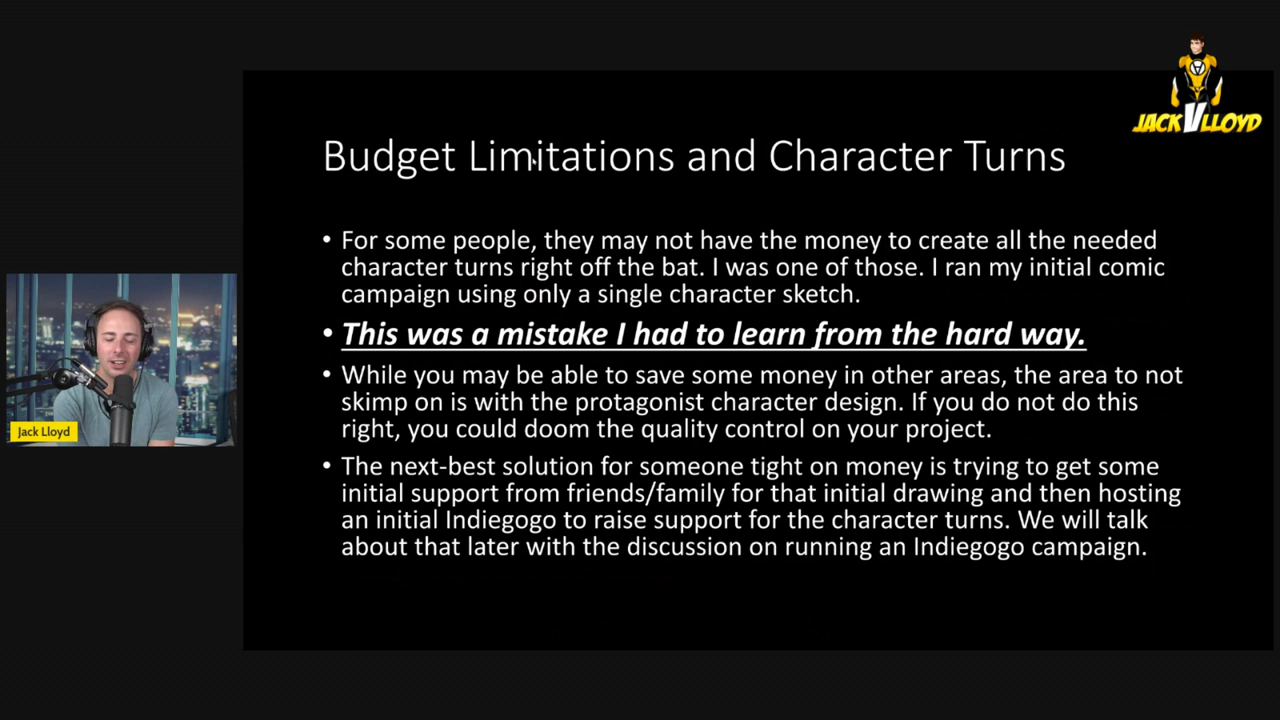 JACK V LLOYD
Budget Limitations and Character Turns
• For some people, they may not have the money to create all the needed
character turns right off the bat. I was one of those. I ran my initial comic
campaign using only a single character sketch.
• This was a mistake I had to learn from the hard way.
• While you may be able to save some money in other areas, the area to not
skimp on is with the protagonist character design. If you do not do this
right, you could doom the quality control on your project.
• The next-best solution for someone tight on money is trying to get some
initial support from friends/family for that initial drawing and then hosting
an initial Indiegogo to raise support for the character turns. We will talk
about that later with the discussion on running an Indiegogo campaign.
Jack Lloyd